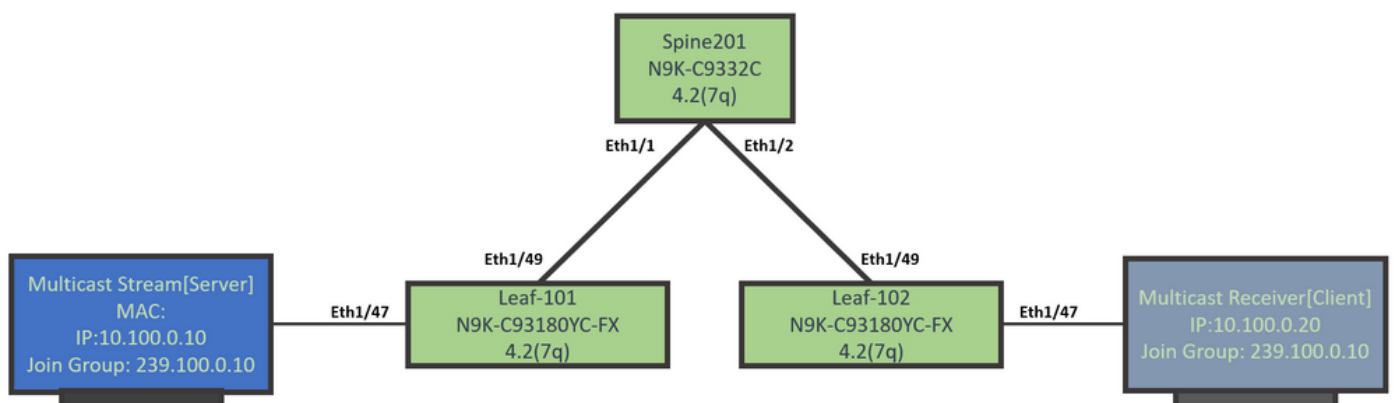 Spine201
N9K-C9332C
4.2(7q)
Eth1/1
Eth1/2
Eth1/49
Eth1/49
Multicast Stream[Server]
MAC:
IP:10.100.0.10
Join Group: 239.100.0.10
Eth1/47
Leaf-101
N9K-C93180YC-FX
4.2(7q)
Leaf-102
N9K-C93180YC-FX
4.2(7q)
Eth1/47
Multicast Receiver[Client]
IP:10.100.0.20
Join Group: 239.100.0.10